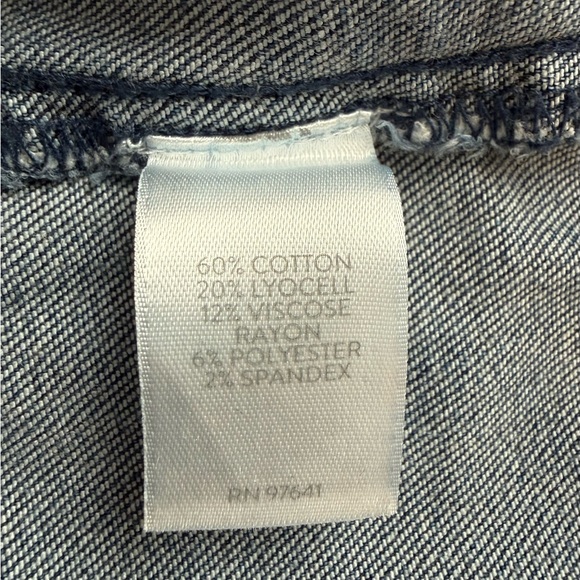 60% COTTON
20% LYOCELL
12% VISCOSE
RAYON
6% POLYESTER
2% SPANDEX
RN 97641